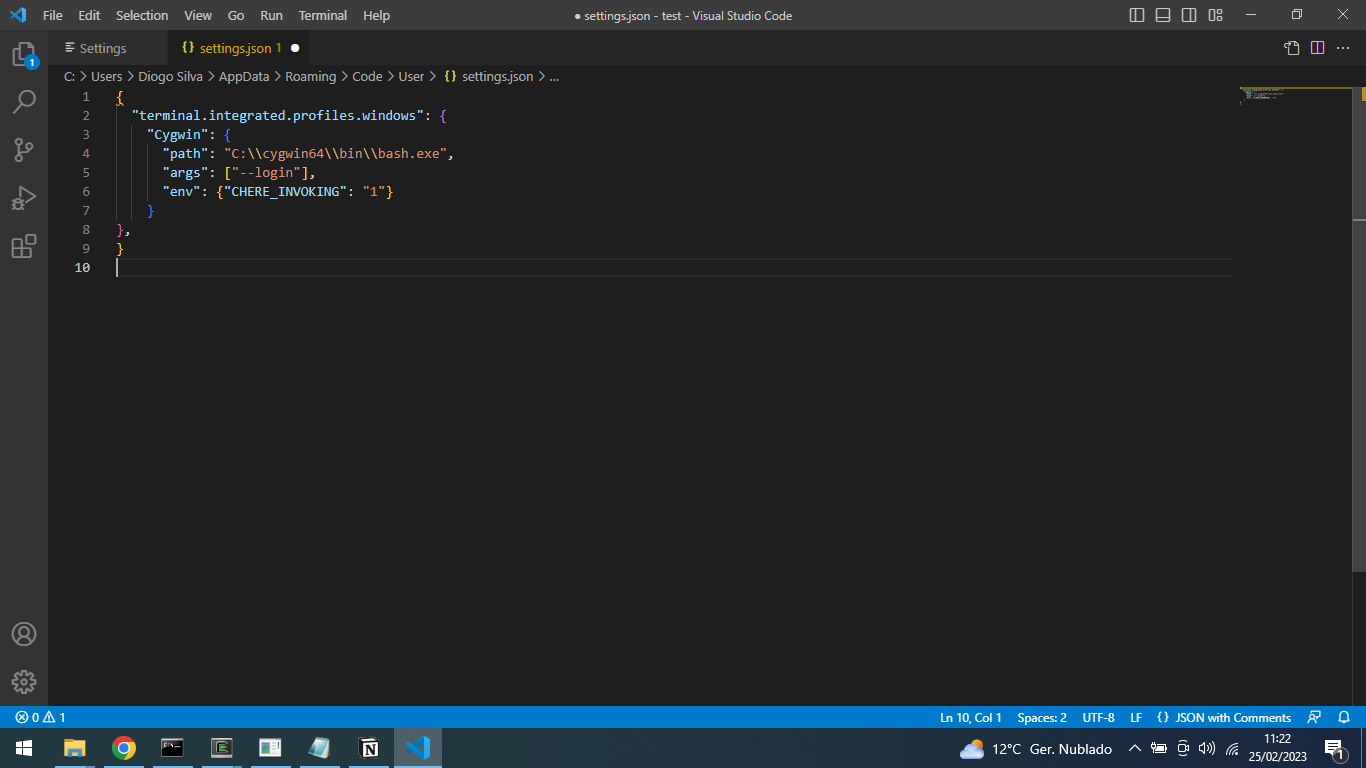 File Edit Selection View Go Run Terminal Help
● settings.json - test - Visual Studio Code
Settings
{} settings.json 1 ●
C: > Users > Diogo Silva > AppData > Roaming > Code > User > {} settings.json > ...
1 {
2 "terminal.integrated.profiles.windows": {
3 "Cygwin": {
4 "path": "C:\\cygwin64\\bin\\bash.exe",
5 "args": ["--login"],
6 "env": {"CHERE_INVOKING": "1"}
7 }
8 },
9 }
10
1
0 1
Ln 10, Col 1 Spaces: 2 UTF-8 LF {} JSON with Comments
12°C Ger. Nublado
11:22
25/02/2023
1